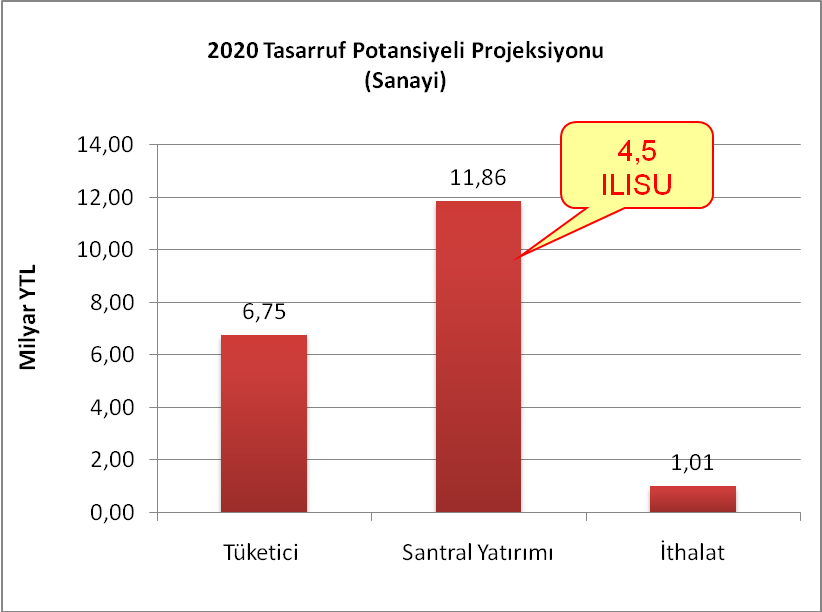 2020 Tasarruf Potansiyeli Projeksiyonu
(Sanayi)
Milyar YTL
14,00
12,00
10,00
8,00
6,00
4,00
2,00
0,00
6,75
11,86
1,01
4,5
ILISU
Tüketici
Santral Yatırımı
İthalat